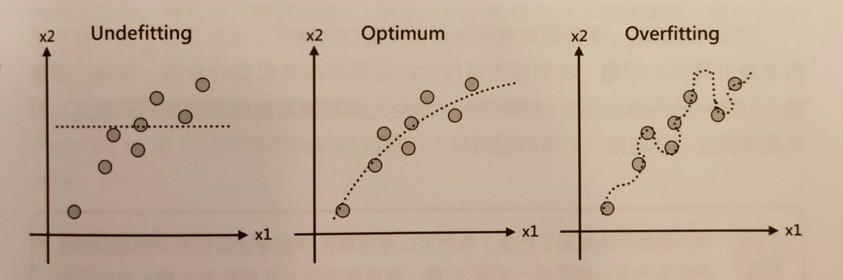 Undefitting
Optimum
Overfitting
x2
x2
x2
x1
x1
x1